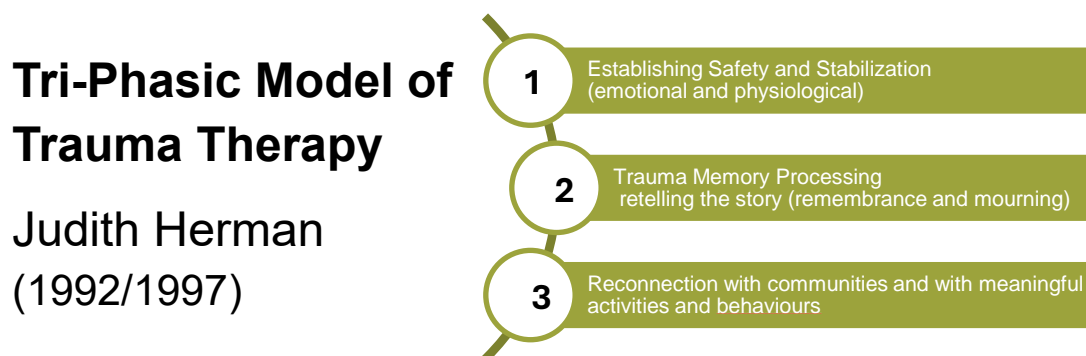 Tri-Phasic Model of
Trauma Therapy
Judith Herman
(1992/1997)
1
Establishing Safety and Stabilization
(emotional and physiological)
2
Trauma Memory Processing
retelling the story (remembrance and mourning)
3
Reconnection with communities and with meaningful
activities and behaviours